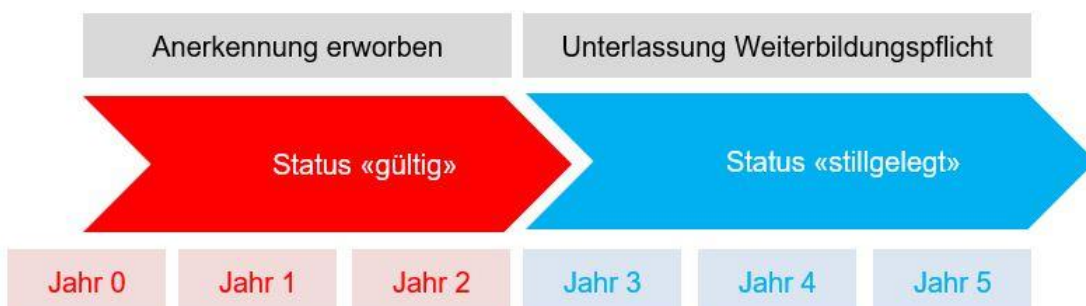 Anerkennung erworben
Unterlassung Weiterbildungspflicht
Status «gültig»
Status «stillgelegt»
Jahr 0
Jahr 1
Jahr 2
Jahr 3
Jahr 4
Jahr 5